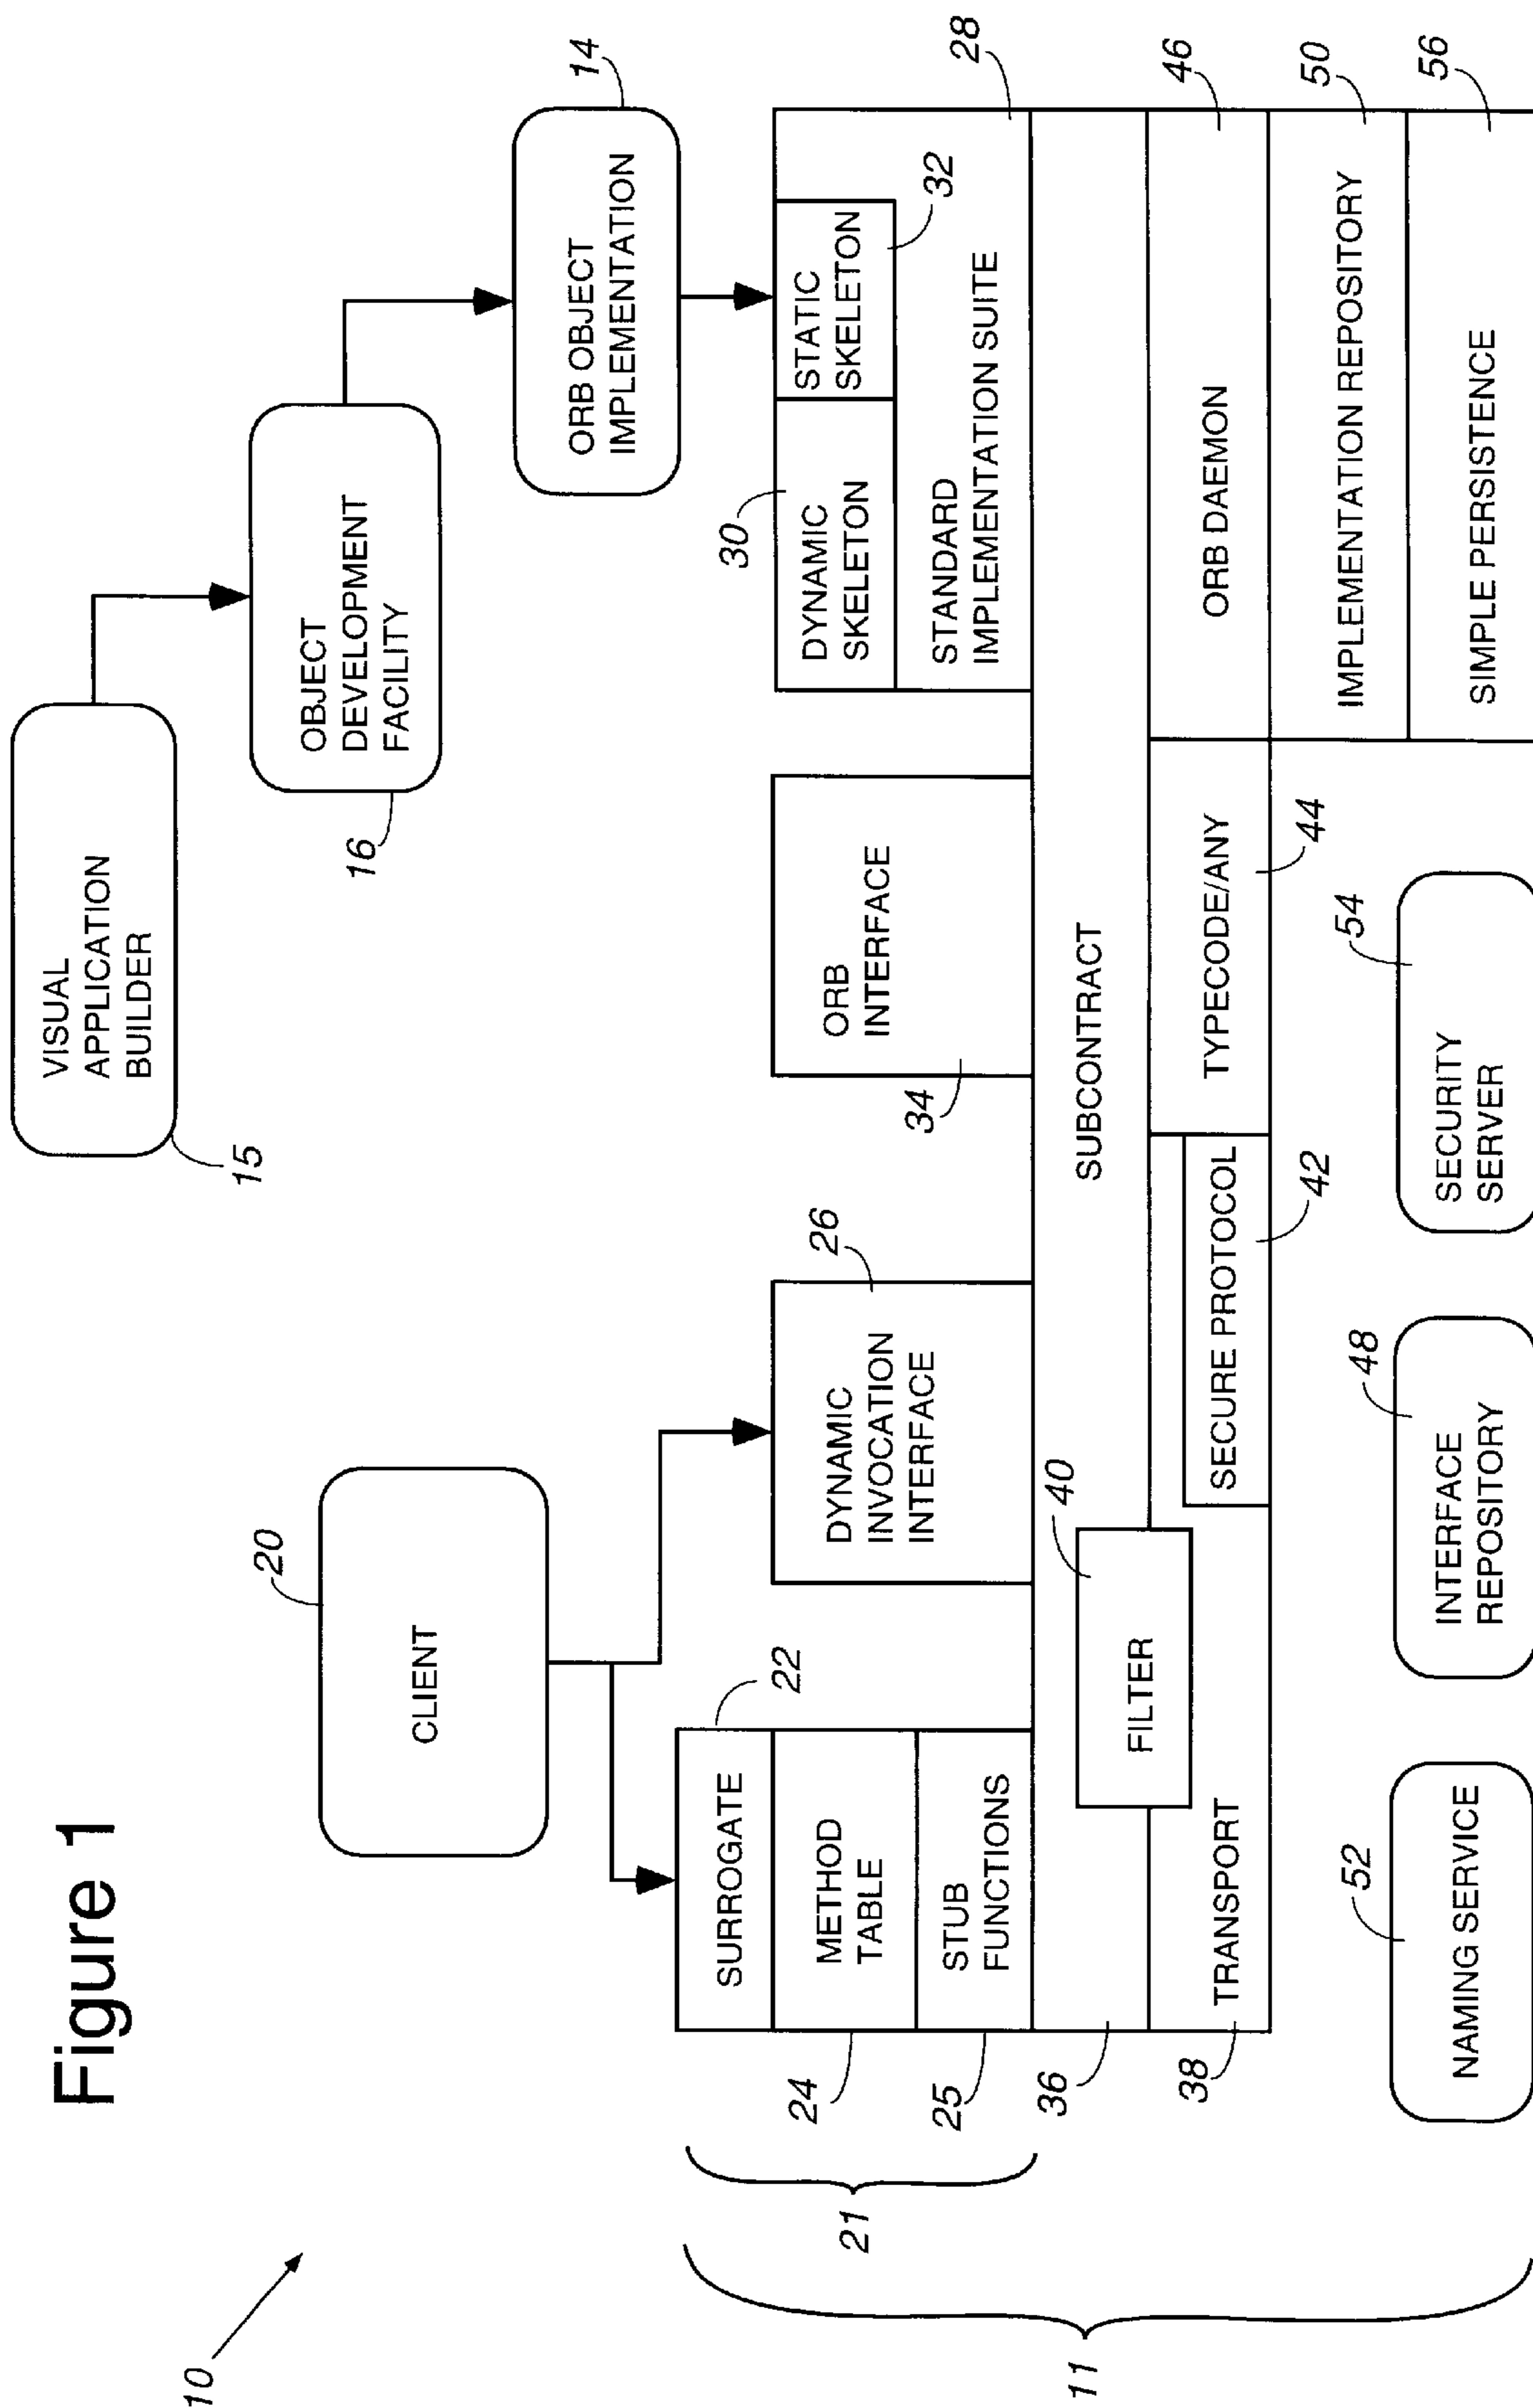 Figure 1
10
VISUAL
APPLICATION
BUILDER
15
OBJECT
DEVELOPMENT
FACILITY
16
ORB OBJECT
IMPLEMENTATION
14
CLIENT
20
SURROGATE
22
METHOD
TABLE
24
STUB
FUNCTIONS
25
21
DYNAMIC
INVOCATION
INTERFACE
26
ORB
INTERFACE
34
DYNAMIC
SKELETON
30
STATIC
SKELETON
32
STANDARD
IMPLEMENTATION SUITE
28
SUBCONTRACT
36
FILTER
40
TRANSPORT
38
SECURE PROTOCOL
42
TYPECODE/ANY
44
ORB DAEMON
46
IMPLEMENTATION REPOSITORY
50
SIMPLE PERSISTENCE
56
NAMING SERVICE
52
INTERFACE
REPOSITORY
48
SECURITY
SERVER
54
11